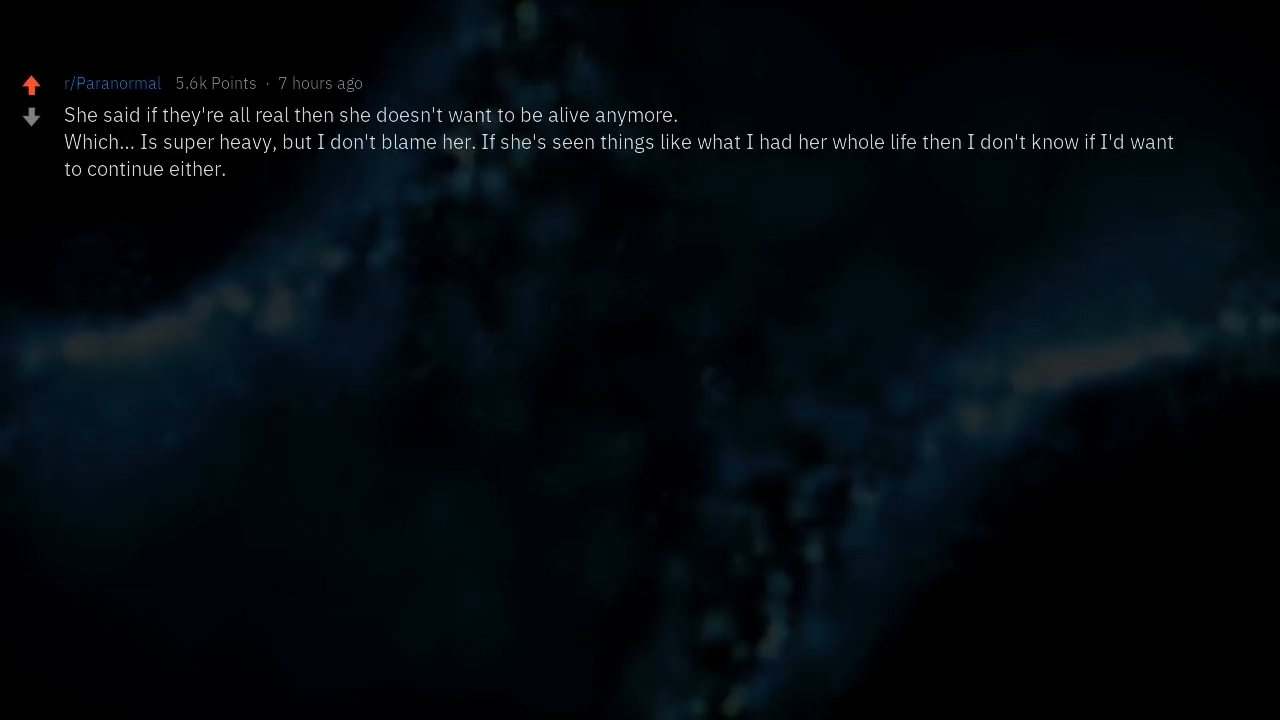 r/Paranormal 5.6k Points · 7 hours ago
She said if they're all real then she doesn't want to be alive anymore.
Which... Is super heavy, but I don't blame her. If she's seen things like what I had her whole life then I don't know if I'd want
to continue either.